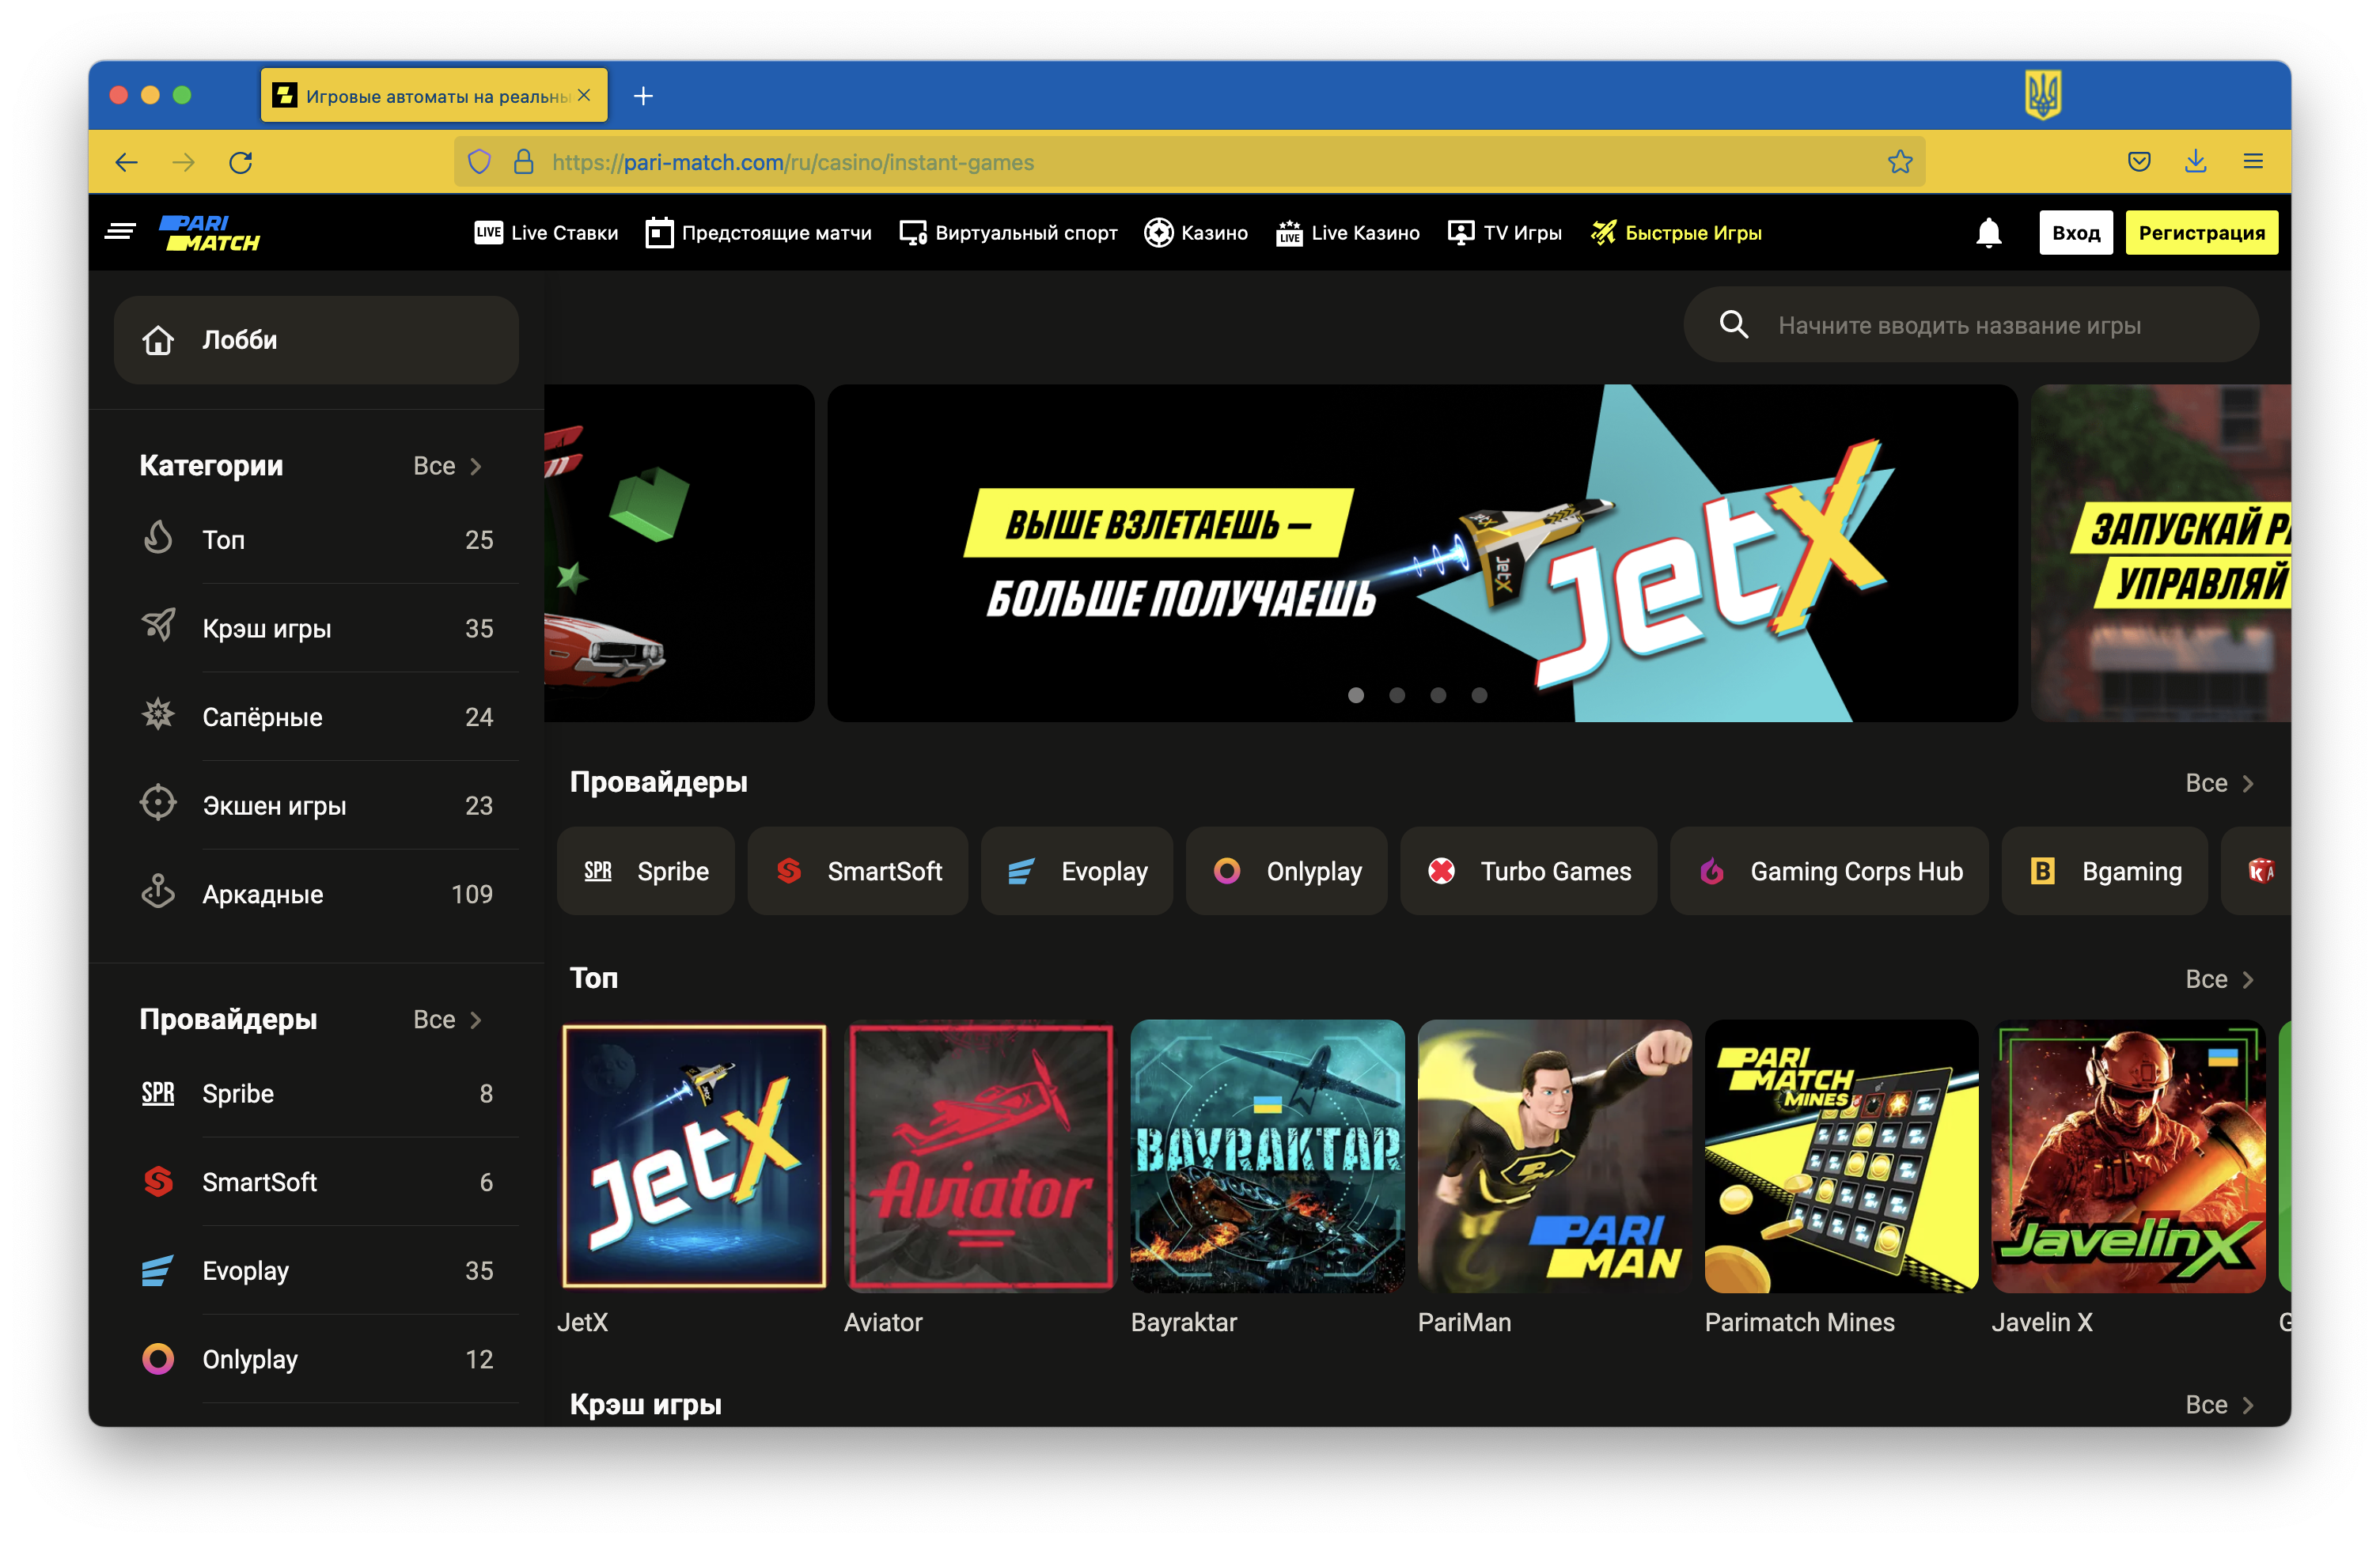 Игровые автоматы на реальны
https://pari-match.com/ru/casino/instant-games
PARI MATCH
LIVE Live Ставки
Предстоящие матчи
Виртуальный спорт
Казино
LIVE Live Казино
TV Игры
Быстрые Игры
Вход
Регистрация
Лобби
Начните вводить название игры
Категории Все
Топ 25
Крэш игры 35
Сапёрные 24
Экшен игры 23
Аркадные 109
Провайдеры Все
SPR Spribe 8
SmartSoft 6
Evoplay 35
Onlyplay 12
ВЫШЕ ВЗЛЕТАЕШЬ —
БОЛЬШЕ ПОЛУЧАЕШЬ
JetX
JetX
ЗАПУСКАЙ
УПРАВЛЯЙ
Провайдеры Все
SPR Spribe
SmartSoft
Evoplay
Onlyplay
Turbo Games
Gaming Corps Hub
B Bgaming
KA
Топ Все
JetX
Aviator
BAYRAKTAR
PARI MAN
PARI MATCH MINES
JavelinX
JetX
Aviator
Bayraktar
PariMan
Parimatch Mines
Javelin X
Крэш игры Все